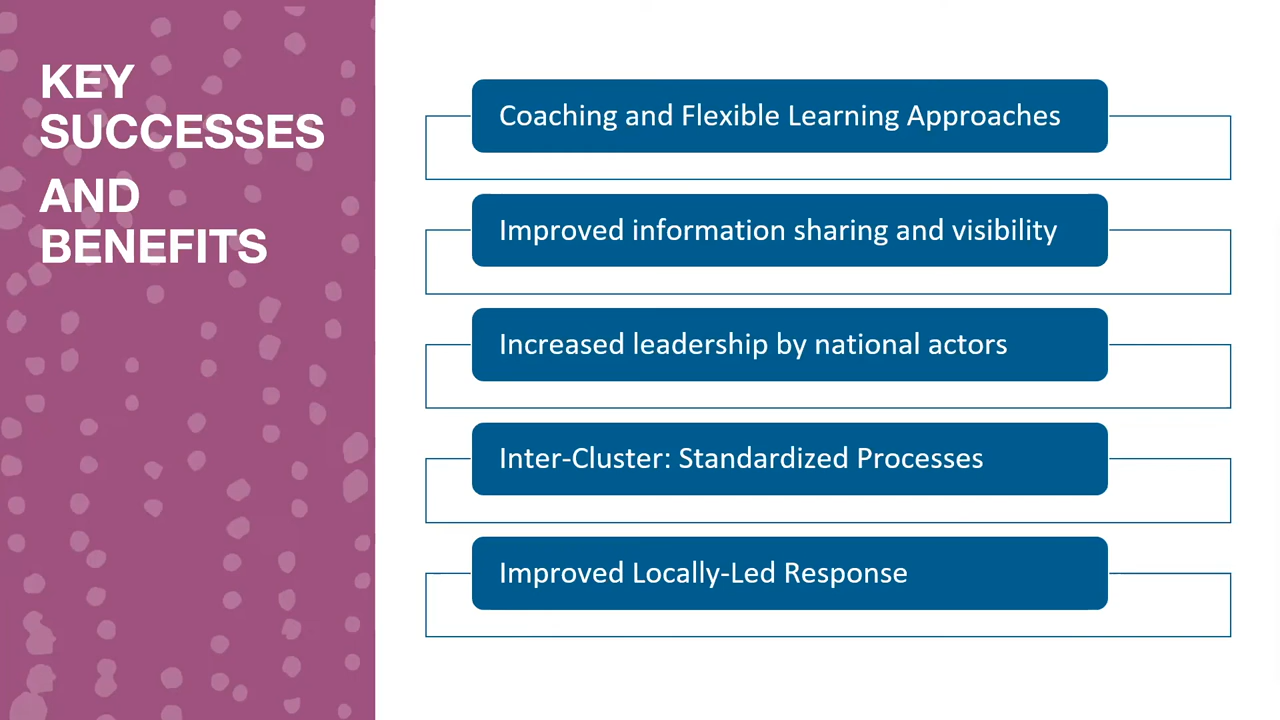 KEY
SUCCESSES
AND
BENEFITS
Coaching and Flexible Learning Approaches
Improved information sharing and visibility
Increased leadership by national actors
Inter-Cluster: Standardized Processes
Improved Locally-Led Response